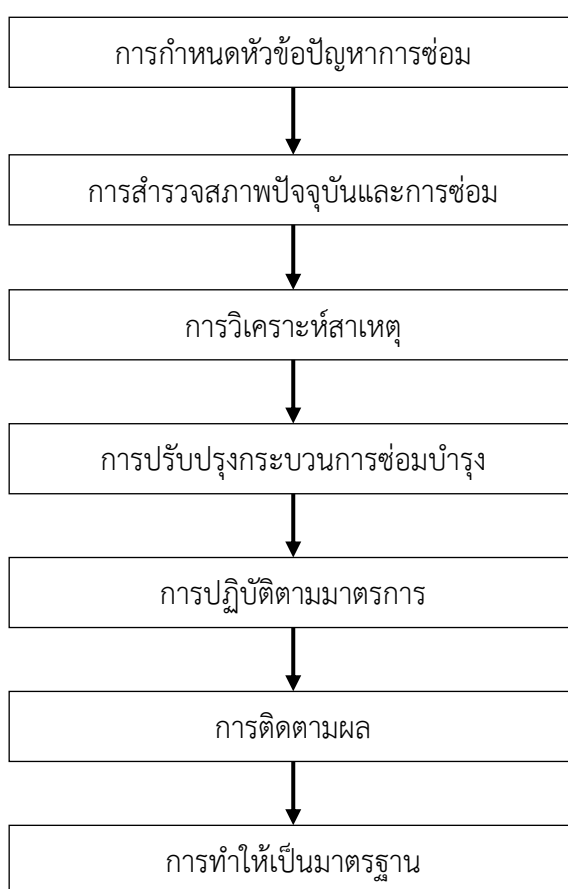 การกำหนดหัวข้อปัญหาการซ่อม
การสำรวจสภาพปัจจุบันและการซ่อม
การวิเคราะห์สาเหตุ
การปรับปรุงกระบวนการซ่อมบำรุง
การปฏิบัติตามมาตรการ
การติดตามผล
การทำให้เป็นมาตรฐาน